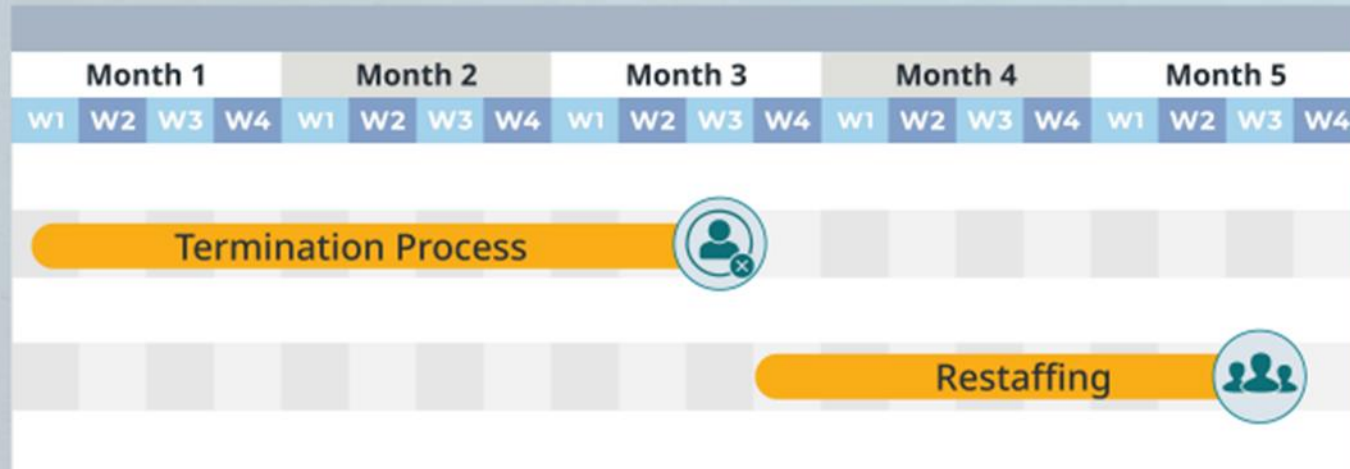 Month 1 Month 2 Month 3 Month 4 Month 5
W1 W2 W3 W4 W1 W2 W3 W4 W1 W2 W3 W4 W1 W2 W3 W4 W1 W2 W3 W4
Termination Process
Restaffing